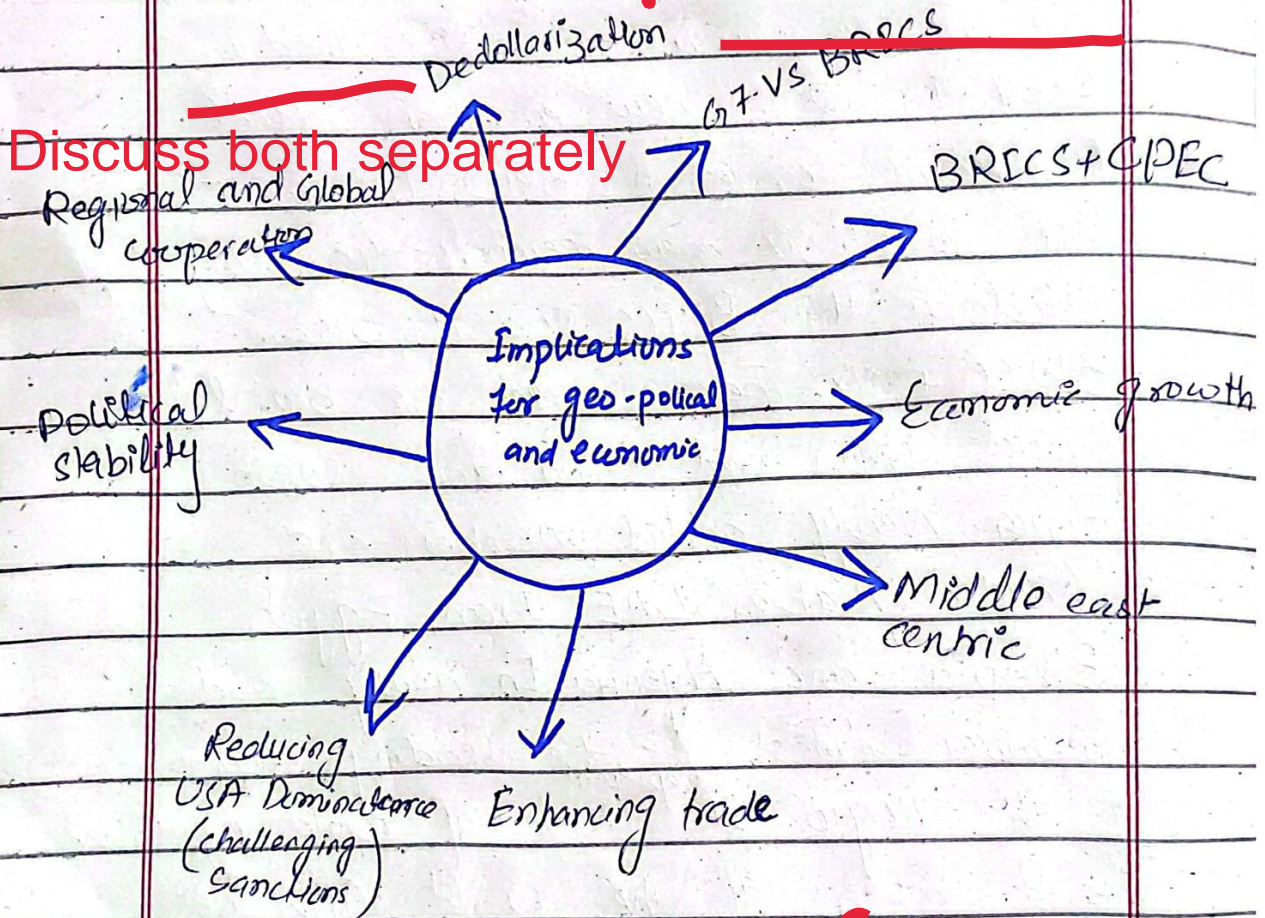 Dedollarization
G7 VS BRICS
Discuss both separately
BRICS+ CPEC
Regional and Global
cooperation
Implications
for geo-polical
and economic
Political
stability
Economic growth
Middle east
centric
Reducing
USA Dominatance
(challenging
sanctions)
Enhancing trade